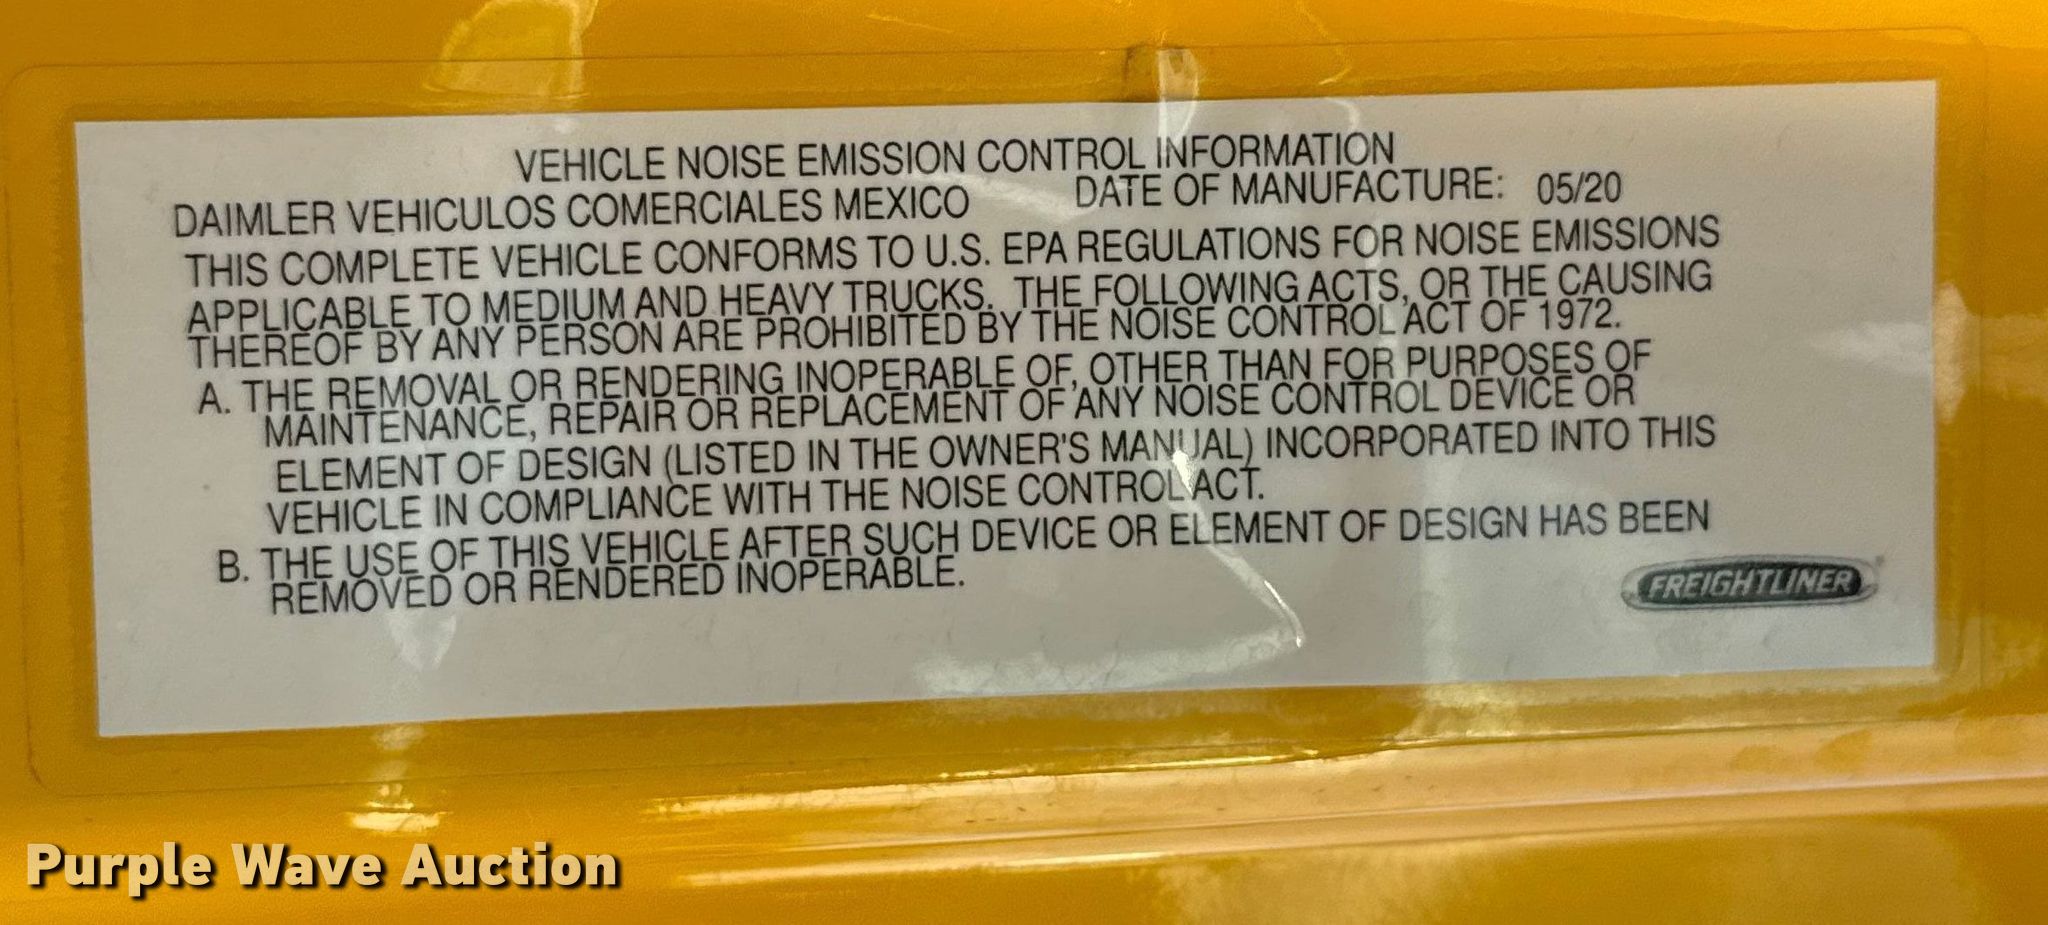 VEHICLE NOISE EMISSION CONTROL INFORMATION
DAIMLER VEHICULOS COMERCIALES MEXICO DATE OF MANUFACTURE: 05/20
THIS COMPLETE VEHICLE CONFORMS TO U.S. EPA REGULATIONS FOR NOISE EMISSIONS
APPLICABLE TO MEDIUM AND HEAVY TRUCKS. THE FOLLOWING ACTS, OR THE CAUSING
THEREOF BY ANY PERSON ARE PROHIBITED BY THE NOISE CONTROL ACT OF 1972.
A. THE REMOVAL OR RENDERING INOPERABLE OF, OTHER THAN FOR PURPOSES OF
MAINTENANCE, REPAIR OR REPLACEMENT OF ANY NOISE CONTROL DEVICE OR
ELEMENT OF DESIGN (LISTED IN THE OWNER'S MANUAL) INCORPORATED INTO THIS
VEHICLE IN COMPLIANCE WITH THE NOISE CONTROL ACT.
B. THE USE OF THIS VEHICLE AFTER SUCH DEVICE OR ELEMENT OF DESIGN HAS BEEN
REMOVED OR RENDERED INOPERABLE.
FREIGHTLINER
Purple Wave Auction